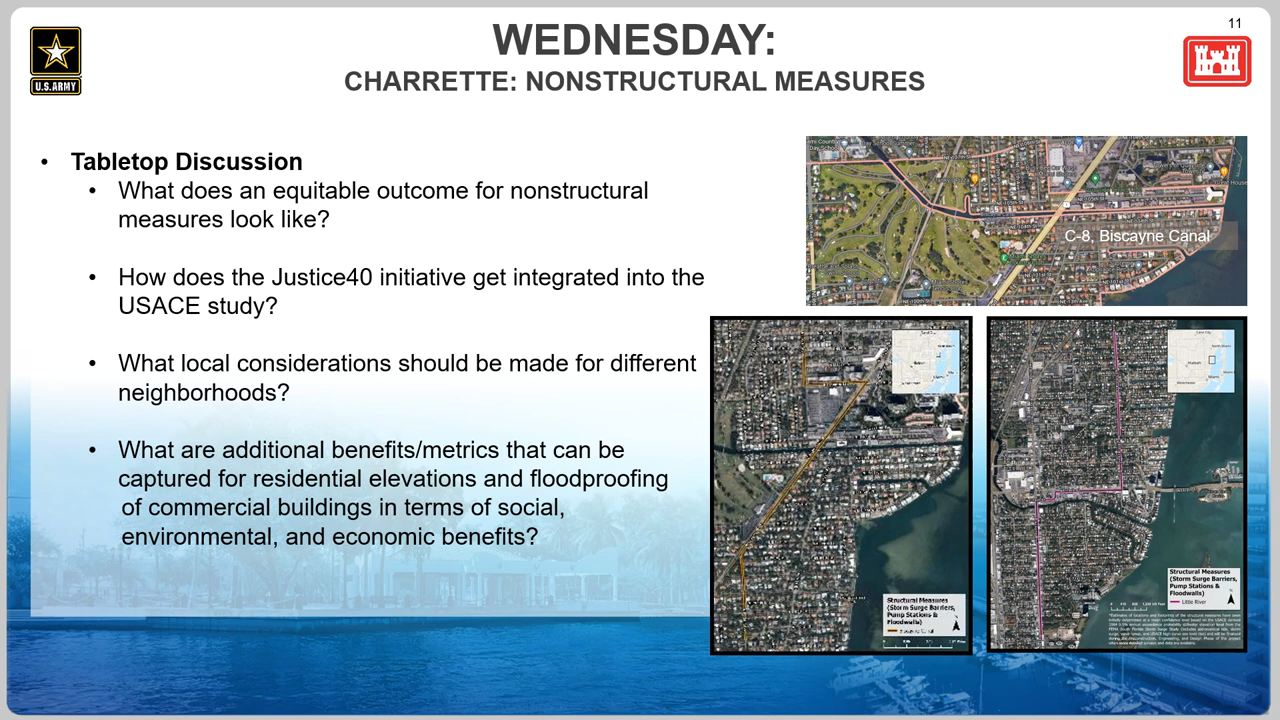 11
WEDNESDAY:
CHARRETTE: NONSTRUCTURAL MEASURES
U.S.ARMY
• Tabletop Discussion
• What does an equitable outcome for nonstructural
measures look like?
• How does the Justice40 initiative get integrated into the
USACE study?
• What local considerations should be made for different
neighborhoods?
• What are additional benefits/metrics that can be
captured for residential elevations and floodproofing
of commercial buildings in terms of social,
environmental, and economic benefits?
C-8, Biscayne Canal
Structural Measures
(Storm Surge Barriers,
Pump Stations &
Floodwalls)
Structural Measures
(Storm Surge Barriers,
Pump Stations &
Floodwalls)
Little River
N